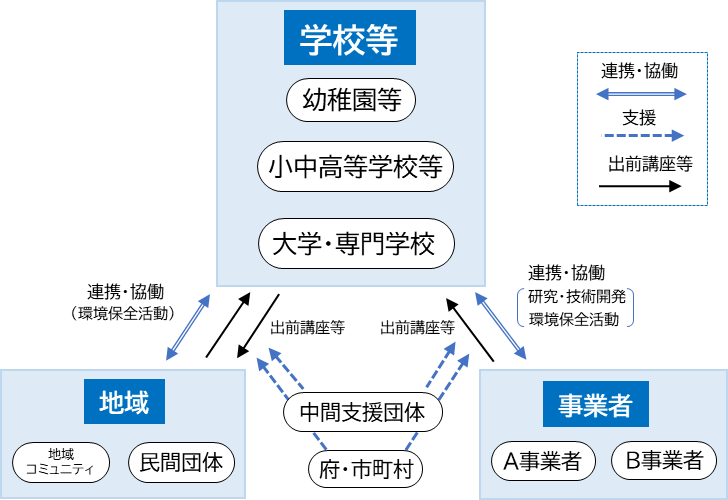 学校等
幼稚園等
小中高等学校等
大学・専門学校
連携・協働
支援
出前講座等
連携・協働
（環境保全活動）
出前講座等
出前講座等
連携・協働
研究・技術開発
環境保全活動
地域
地域
コミュニティ
民間団体
中間支援団体
府・市町村
事業者
A事業者
B事業者